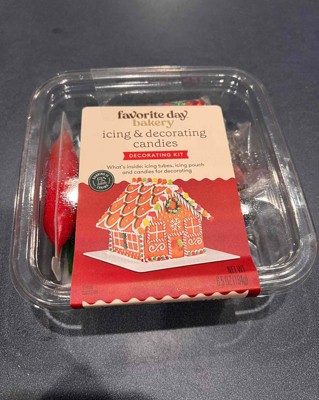 favorite day
bakery
icing & decorating
candies
DECORATING KIT
What's inside: icing tubes, icing pouch
and candies for decorating
NET WT